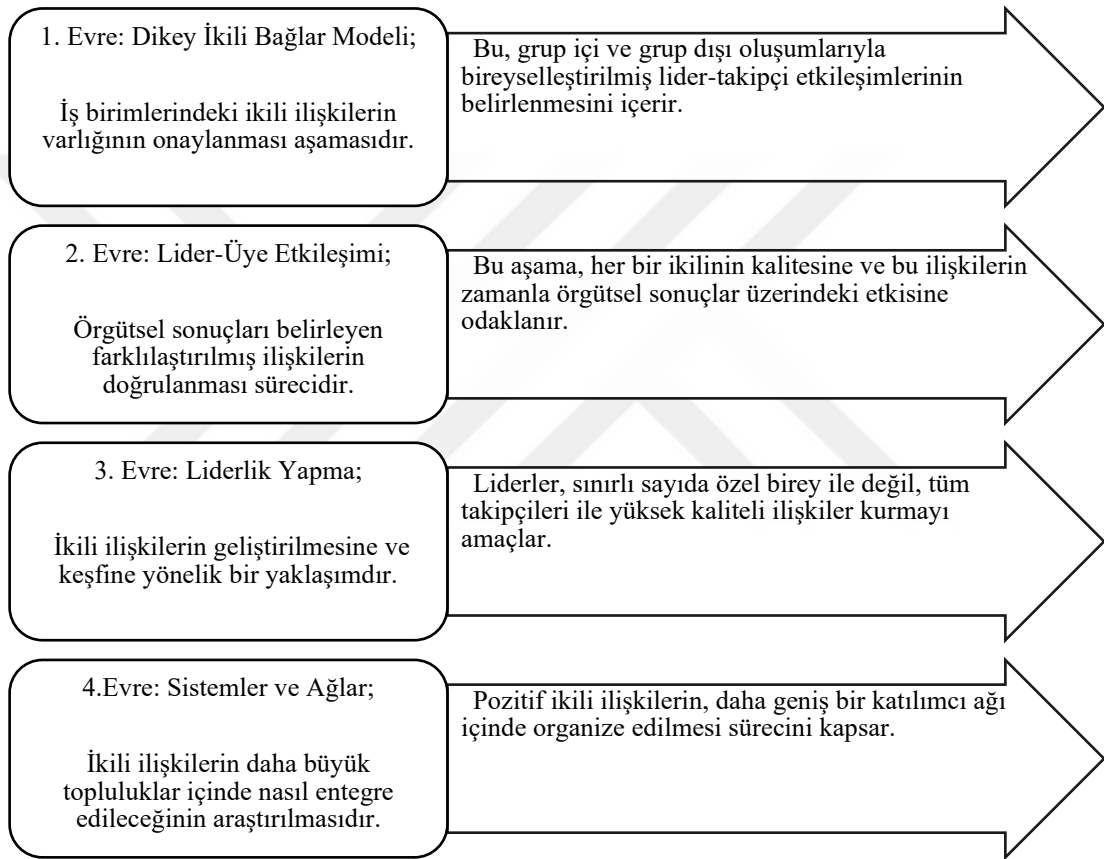 1. Evre: Dikey İkili Bağlar Modeli;
İş birimlerindeki ikili ilişkilerin
varlığının onaylanması aşamasıdır.
Bu, grup içi ve grup dışı oluşumlarıyla
bireyselleştirilmiş lider-takipçi etkileşimlerinin
belirlenmesini içerir.
2. Evre: Lider-Üye Etkileşimi;
Örgütsel sonuçları belirleyen
farklılaştırılmış ilişkilerin
doğrulanması sürecidir.
Bu aşama, her bir ikilinin kalitesine ve bu ilişkilerin
zamanla örgütsel sonuçlar üzerindeki etkisine
odaklanır.
3. Evre: Liderlik Yapma;
İkili ilişkilerin geliştirilmesine ve
keşfine yönelik bir yaklaşımdır.
Liderler, sınırlı sayıda özel birey ile değil, tüm
takipçileri ile yüksek kaliteli ilişkiler kurmayı
amaçlar.
4.Evre: Sistemler ve Ağlar;
İkili ilişkilerin daha büyük
topluluklar içinde nasıl entegre
edileceğinin araştırılmasıdır.
Pozitif ikili ilişkilerin, daha geniş bir katılımcı ağı
içinde organize edilmesi sürecini kapsar.